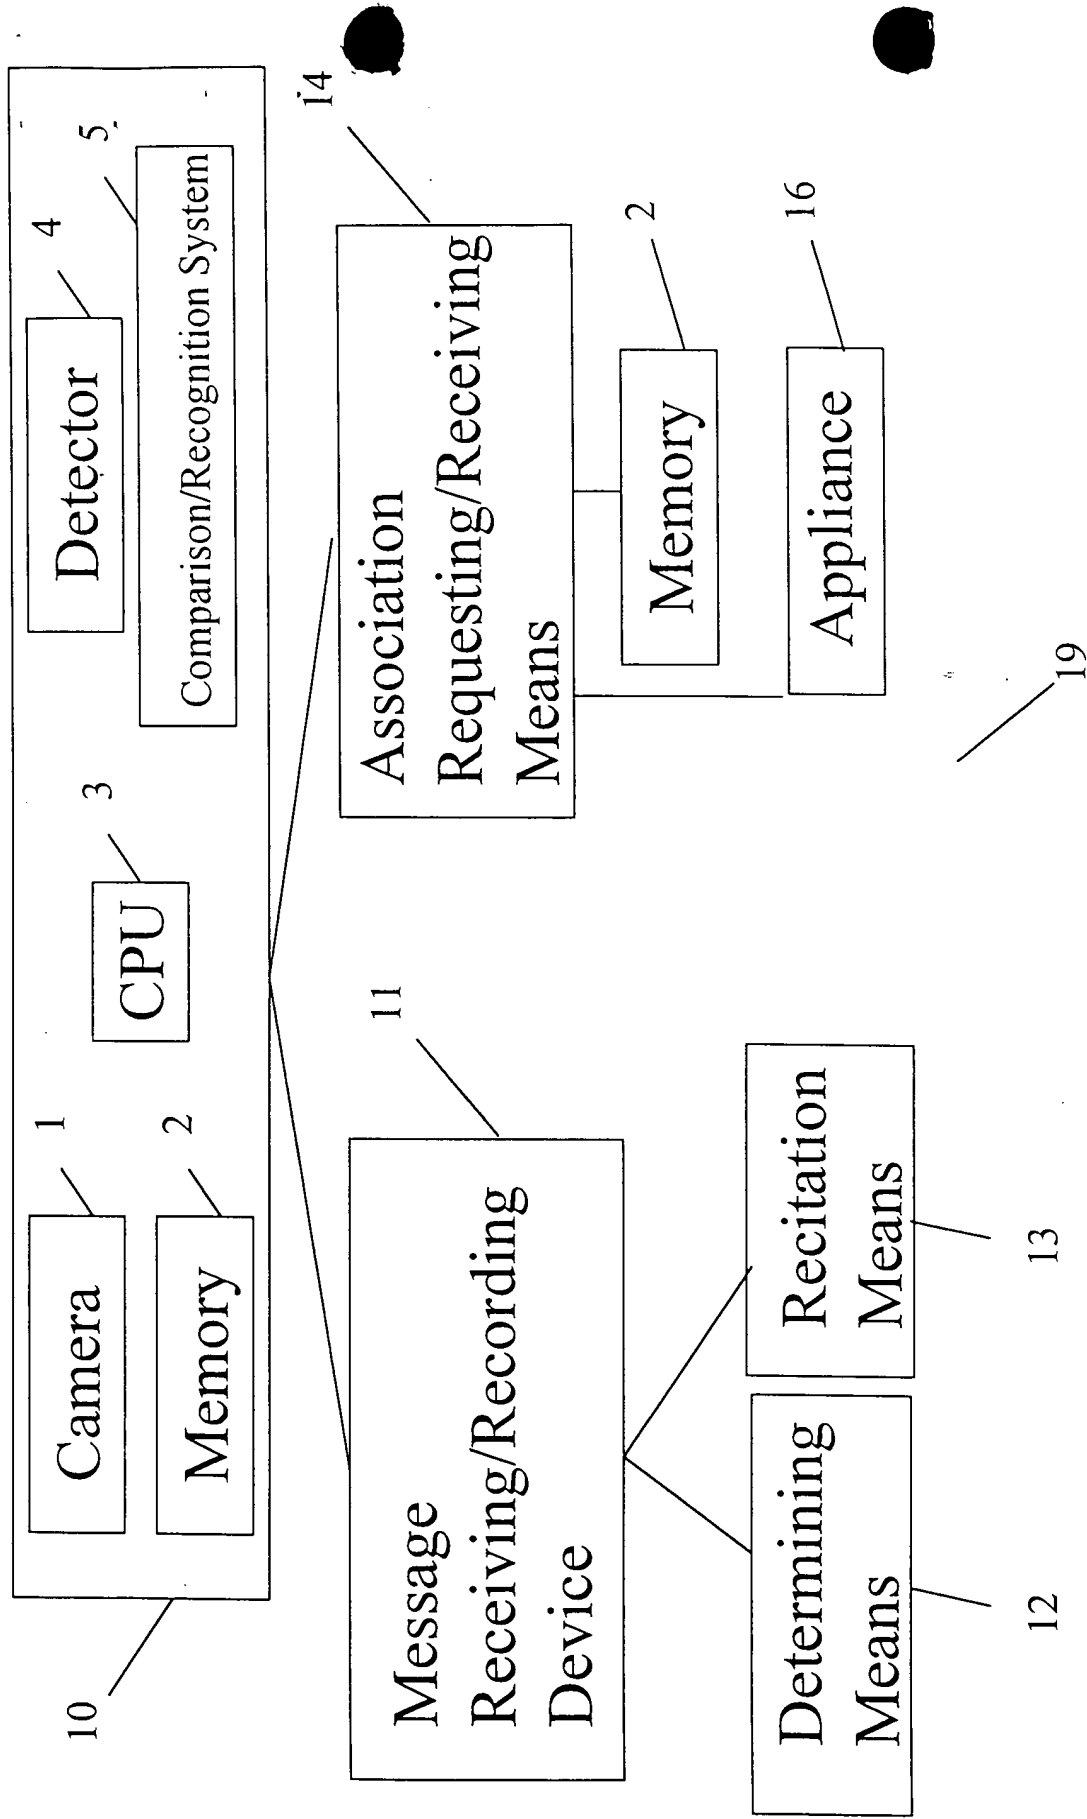 10
1
Camera
2
Memory
3
CPU
4
Detector
5
Comparison/Recognition System
11
Message
Receiving/Recording
Device
14
Association
Requesting/Receiving
Means
Determining
Means
12
Recitation
Means
13
2
Memory
16
Appliance
19